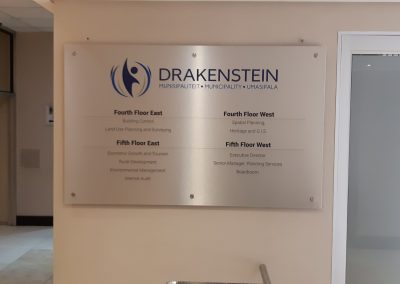 DRAKENSTEIN
MUNISIPALITEIT • MUNICIPALITY • UMASIPALA
Fourth Floor East
Building Control
Land Use Planning and Surveying
Fifth Floor East
Economic Growth and Tourism
Rural Development
Environmental Management
Internal Audit
Fourth Floor West
Spatial Planning
Heritage and G.I.S.
Fifth Floor West
Executive Director
Senior Manager: Planning Services
Boardroom